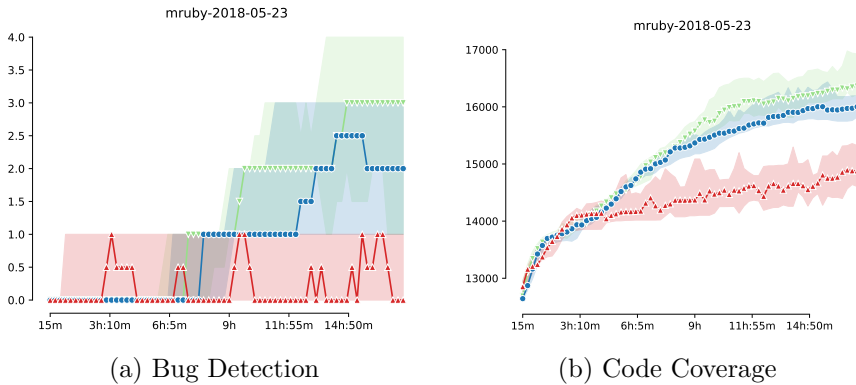 mruby-2018-05-23
4.0
3.5
3.0
2.5
2.0
1.5
1.0
0.5
0.0
15m 3h:10m 6h:5m 9h 11h:55m 14h:50m
(a) Bug Detection
mruby-2018-05-23
17000
16000
15000
14000
13000
15m 3h:10m 6h:5m 9h 11h:55m 14h:50m
(b) Code Coverage